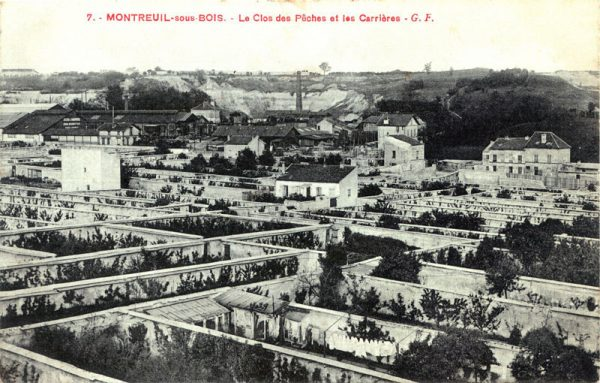 7. - MONTREUIL-sous-BOIS. - Le Clos des Pêches et les Carrières - G. F.